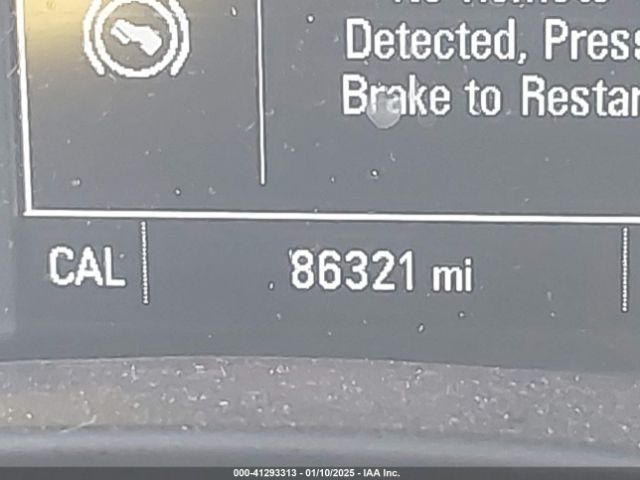 Detected, Press
Brake to Restar
CAL
86321 mi
000-41293313 - 01/10/2025 - IAA Inc.